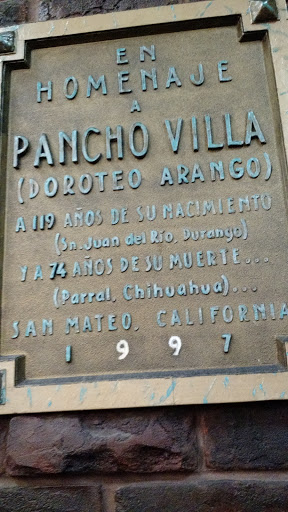 EN
HOMENAJE
A
PANCHO VILLA
(DOROTEO ARANGO)
A 119 AÑOS DE SU NACIMIENTO
(Sn. Juan del Río, Durango)
Y A 74 AÑOS DE SU MUERTE...
(Parral, Chihuahua)...
SAN MATEO, CALIFORNIA
1997